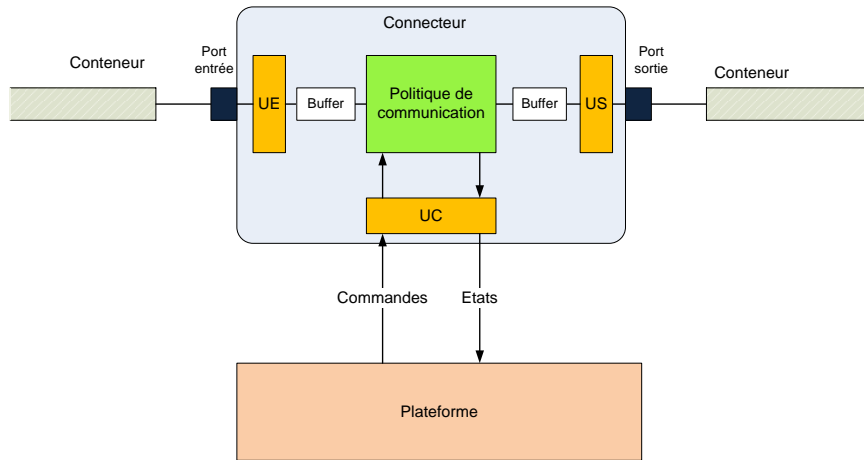 Connecteur
Conteneur
Port
entrée
UE
Buffer
Politique de
communication
Buffer
US
Port
sortie
Conteneur
UC
Commandes
Etats
Plateforme